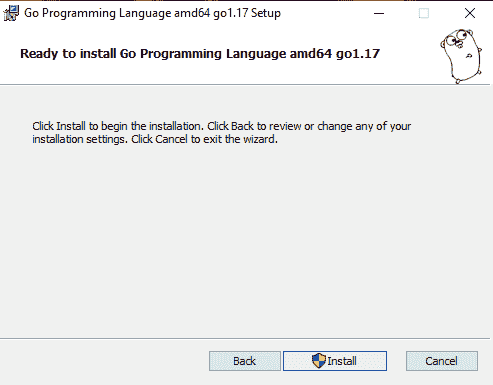 Go Programming Language amd64 go1.17 Setup
Ready to install Go Programming Language amd64 go1.17
Click Install to begin the installation. Click Back to review or change any of your
installation settings. Click Cancel to exit the wizard.
Back Install Cancel